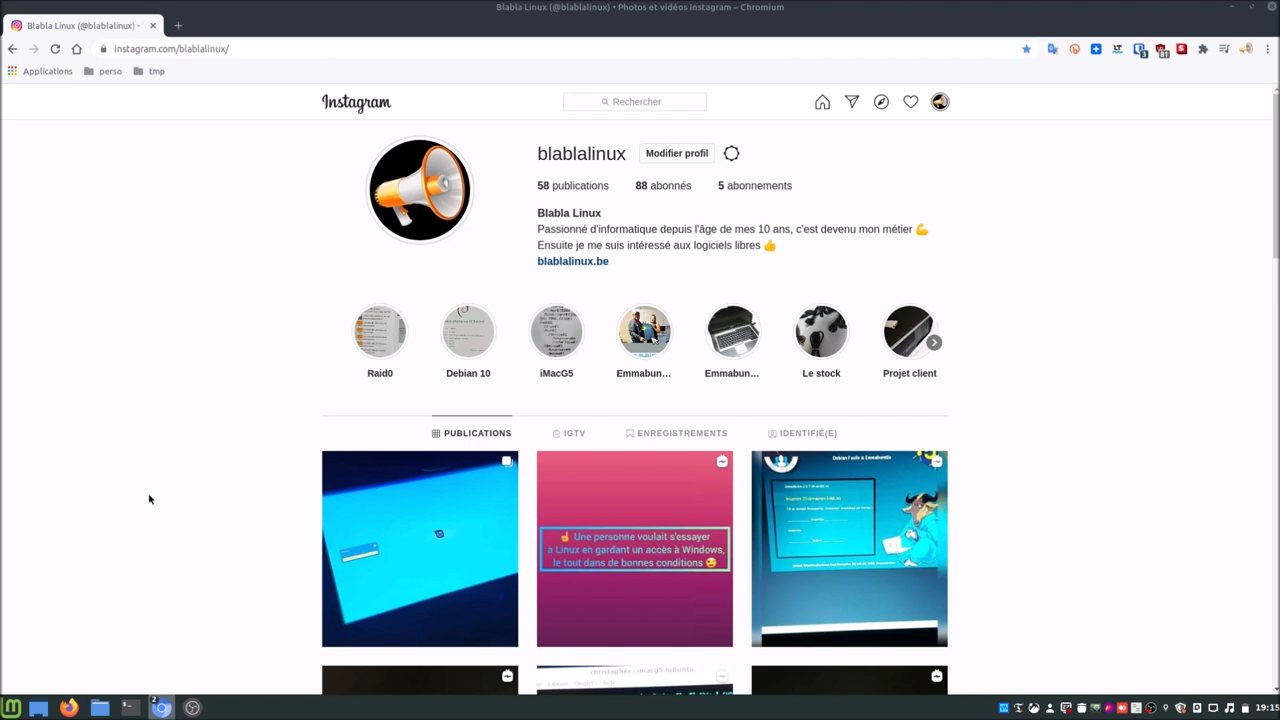 Blabla Linux (@blablalinux) • Photos et vidéos Instagram – Chromium
Blabla Linux (@blablalinux) •
instagram.com/blablalinux/
Applications
perso
tmp
Instagram
Rechercher
blablalinux
Modifier profil
58 publications
88 abonnés
5 abonnements
Blabla Linux
Passionné d'informatique depuis l'âge de mes 10 ans, c'est devenu mon métier 💪
Ensuite je me suis intéressé aux logiciels libres 👍
blablalinux.be
Raid0
Debian 10
iMacG5
Emmabun…
Emmabun…
Le stock
Projet client
PUBLICATIONS
IGTV
ENREGISTREMENTS
IDENTIFIÉ(E)
☝ Une personne voulait s'essayer
à Linux en gardant un accès à Windows,
le tout dans de bonnes conditions 😉
Debian-Facile & Emmabuntüs
19:15